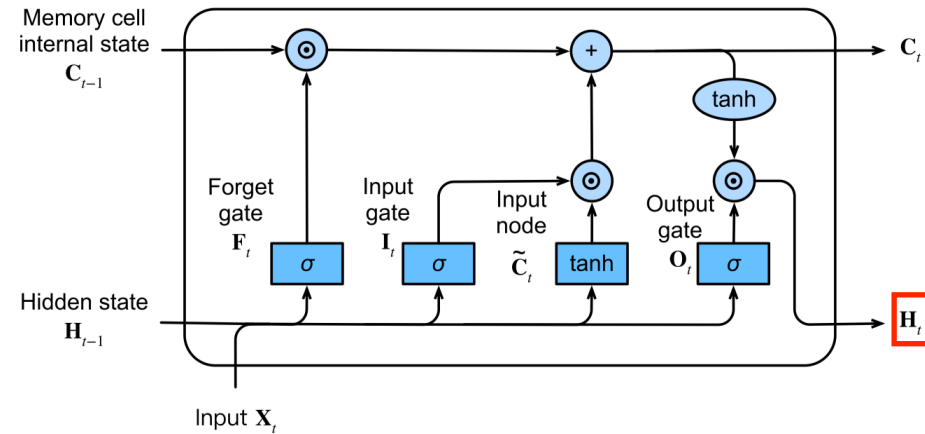 Memory cell
internal state
C_{t−1}
C_t
+
tanh
Forget
gate
F_t
Input
gate
I_t
Input
node
C̃_t
Output
gate
O_t
σ
σ
tanh
σ
Hidden state
H_{t−1}
H_t
Input X_t